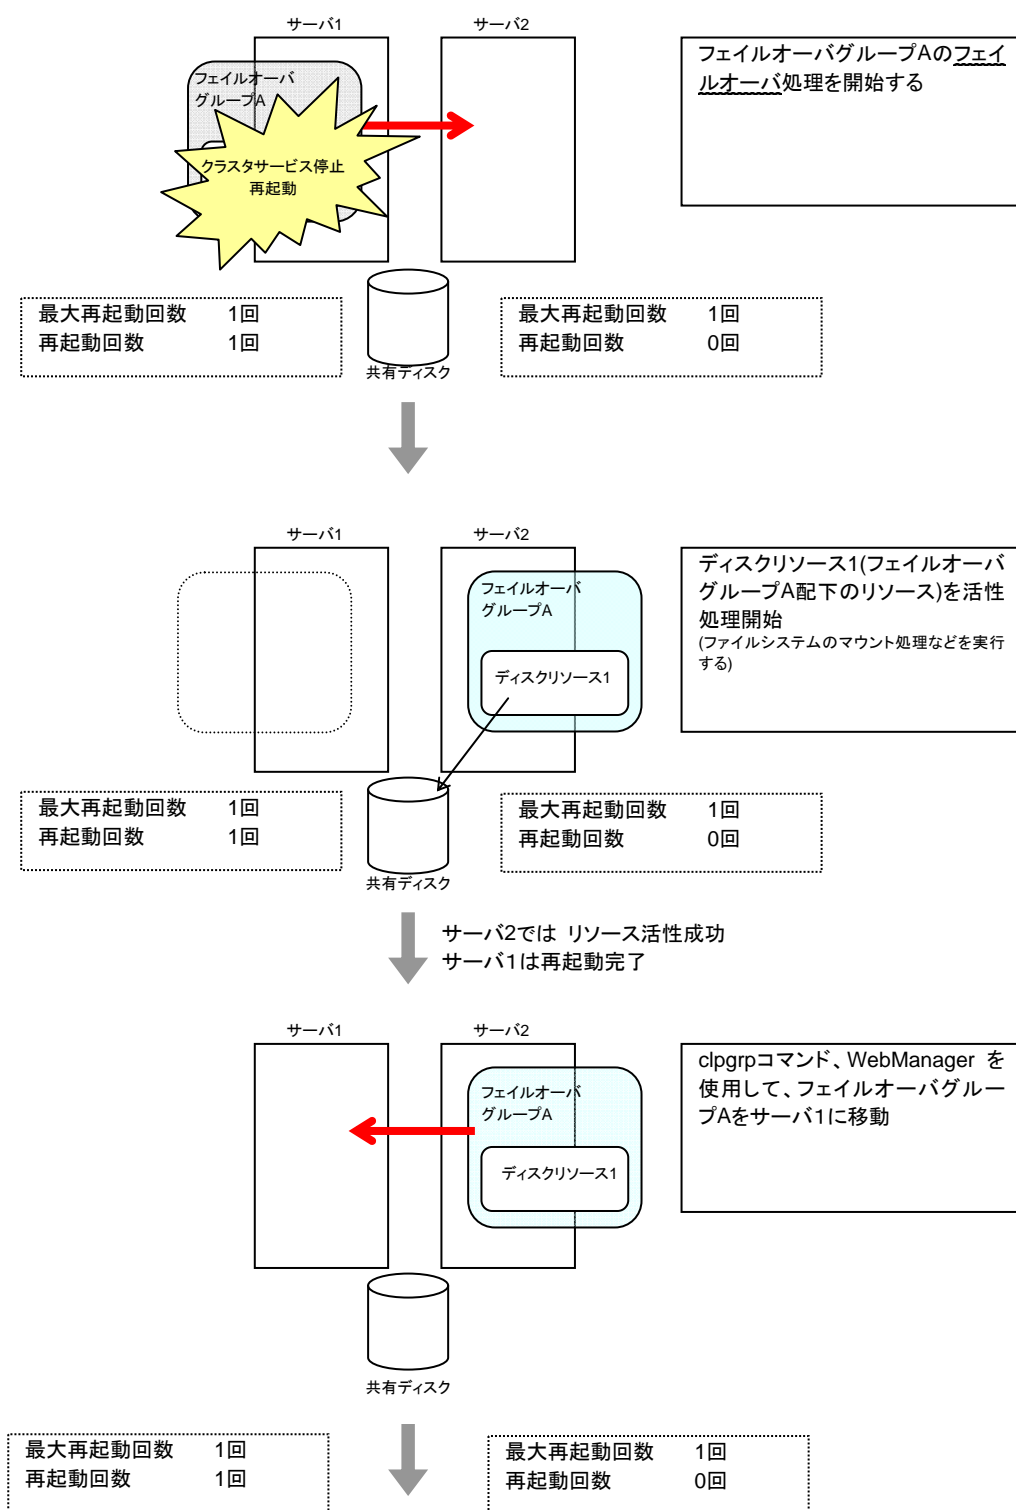 サーバ1
サーバ2
フェイルオーバ
グループA
クラスタサービス停止
再起動
フェイルオーバグループAのフェイ
ルオーバ処理を開始する
最大再起動回数 1回
再起動回数 1回
最大再起動回数 1回
再起動回数 0回
共有ディスク
サーバ1
サーバ2
フェイルオーバ
グループA
ディスクリソース1
ディスクリソース1(フェイルオーバ
グループA配下のリソース)を活性
処理開始
(ファイルシステムのマウント処理などを実行
する)
最大再起動回数 1回
再起動回数 1回
最大再起動回数 1回
再起動回数 0回
共有ディスク
サーバ2では リソース活性成功
サーバ1は再起動完了
サーバ1
サーバ2
フェイルオーバ
グループA
ディスクリソース1
clpgrpコマンド、WebManager を
使用して、フェイルオーバグルー
プAをサーバ1に移動
共有ディスク
最大再起動回数 1回
再起動回数 1回
最大再起動回数 1回
再起動回数 0回